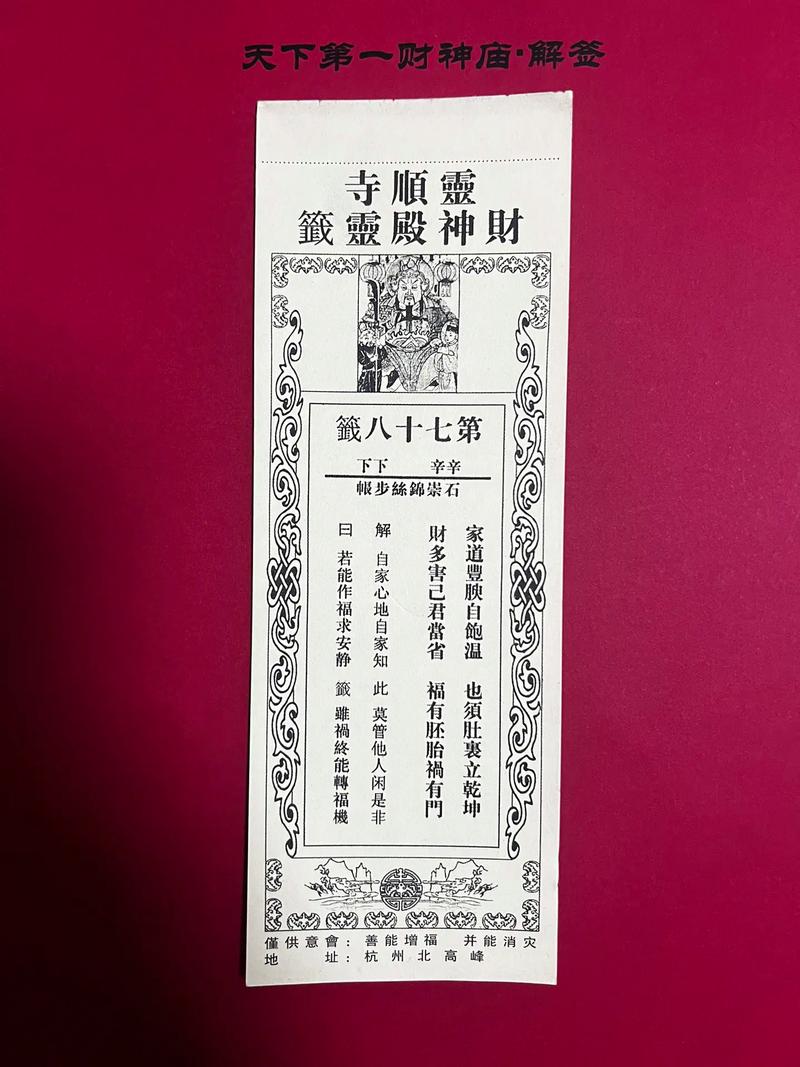 天下第一财神庙·解签
靈順寺
財神殿靈籤
第七十八籤
辛辛 下下
石崇錦絲步帳
家道豐腴自飽温 也須肚裏立乾坤
財多害己君當省 福有胚胎禍有門
解 自家心地自家知 此 莫管他人闲是非
曰 若能作福求安静 籤 雖禍終能轉福機
僅供意會：善能增福 并能消灾
地 址：杭州北高峰